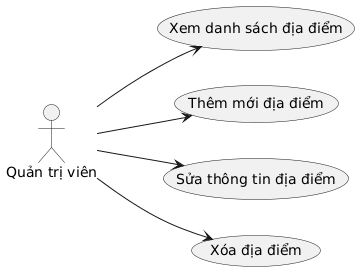 Xem danh sách địa điểm
Thêm mới địa điểm
Quản trị viên
Sửa thông tin địa điểm
Xóa địa điểm